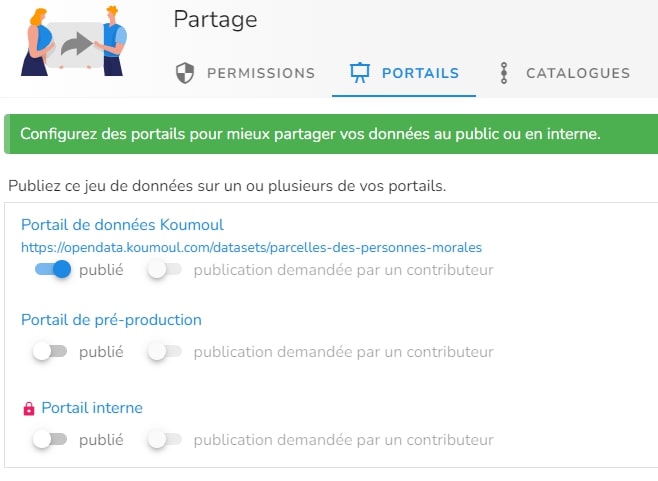 Partage
PERMISSIONS
PORTAILS
CATALOGUES
Configurez des portails pour mieux partager vos données au public ou en interne.
Publiez ce jeu de données sur un ou plusieurs de vos portails.
Portail de données Koumoul
https://opendata.koumoul.com/datasets/parcelles-des-personnes-morales
publié publication demandée par un contributeur
Portail de pré-production
publié publication demandée par un contributeur
Portail interne
publié publication demandée par un contributeur